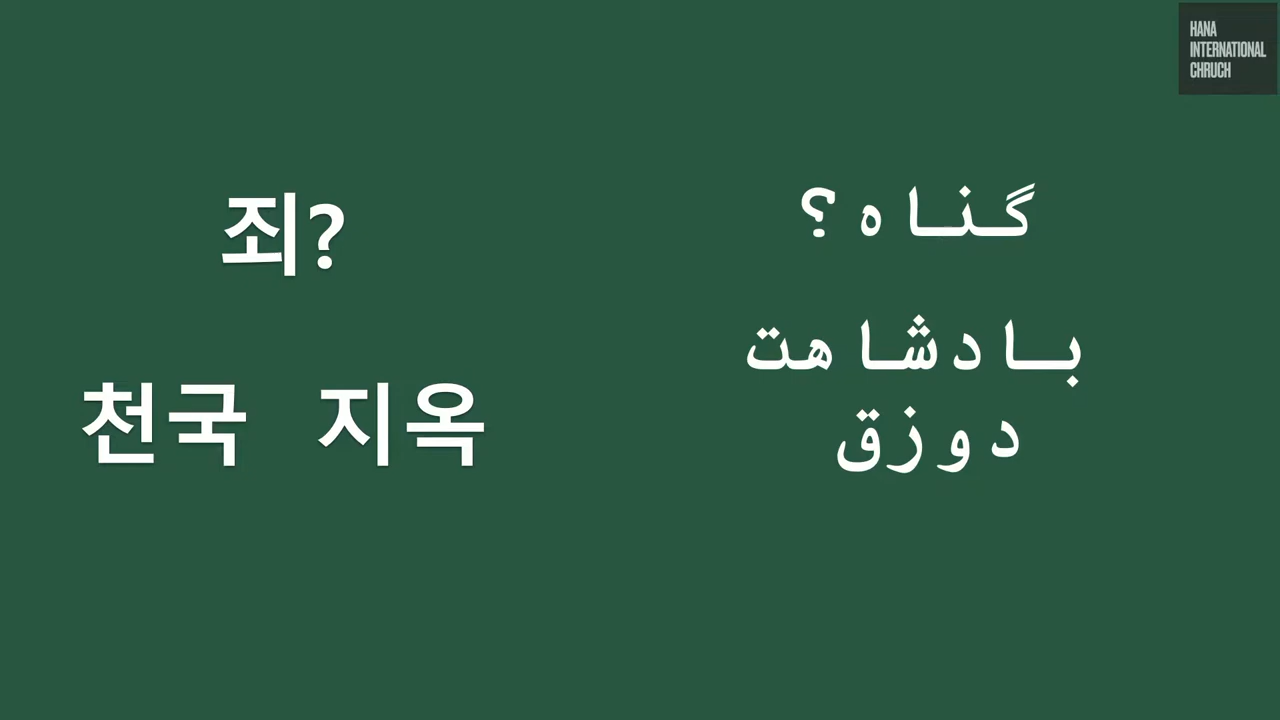 HANA
INTERNATIONAL
CHRUCH
죄?
천국 지옥
گناه؟
بادشاهت
دوزق